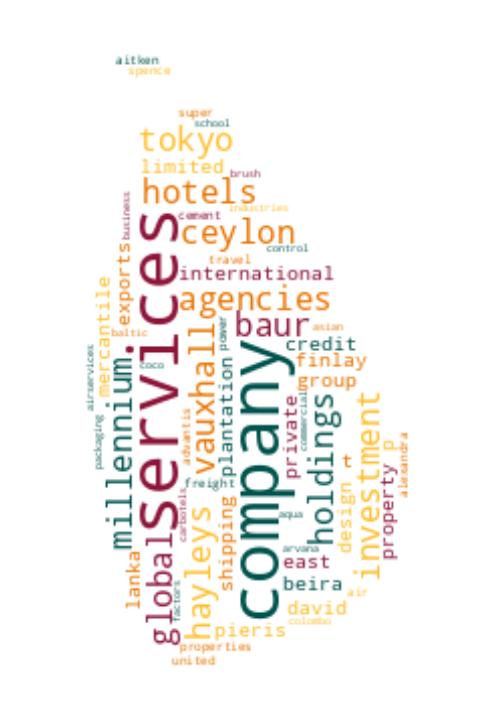 aitken
spence
super
school
tokyo
limited
brush
hotels
industries
cement
business
services
ceylon
control
travel
exports
international
mercantile
agencies
baur
asian
baltic
power
credit
airservices
millennium
coco
vauxhall
plantation
company
finlay
group
packaging
advantis
private
commercial
holdings
investment
p
alexandra
t
freight
design
property
carbotels
shipping
aqua
hayleys
global
arvana
east
lanka
factors
beira
air
david
colombo
pieris
properties
united